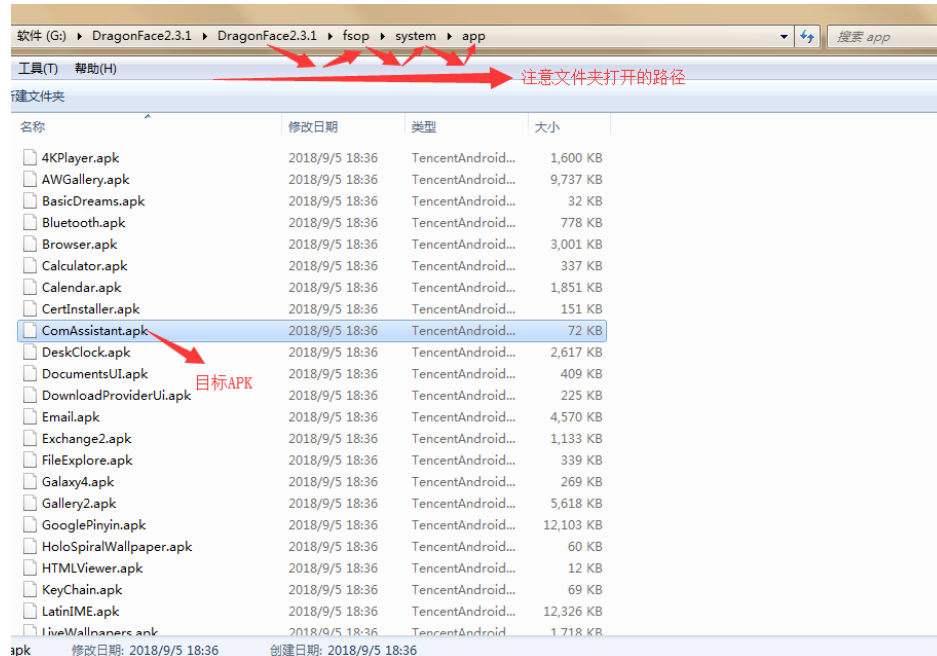 软件 (G:) DragonFace2.3.1 DragonFace2.3.1 fsop system app 搜索 app
工具(T) 帮助(H)
注意文件夹打开的路径
新建文件夹
名称 修改日期 类型 大小
4KPlayer.apk 2018/9/5 18:36 TencentAndroid... 1,600 KB
AWGallery.apk 2018/9/5 18:36 TencentAndroid... 9,737 KB
BasicDreams.apk 2018/9/5 18:36 TencentAndroid... 32 KB
Bluetooth.apk 2018/9/5 18:36 TencentAndroid... 778 KB
Browser.apk 2018/9/5 18:36 TencentAndroid... 3,001 KB
Calculator.apk 2018/9/5 18:36 TencentAndroid... 337 KB
Calendar.apk 2018/9/5 18:36 TencentAndroid... 1,851 KB
CertInstaller.apk 2018/9/5 18:36 TencentAndroid... 151 KB
ComAssistant.apk 2018/9/5 18:36 TencentAndroid... 72 KB
DeskClock.apk 2018/9/5 18:36 TencentAndroid... 2,617 KB
DocumentsUI.apk 2018/9/5 18:36 TencentAndroid... 409 KB
目标APK
DownloadProviderUi.apk 2018/9/5 18:36 TencentAndroid... 225 KB
Email.apk 2018/9/5 18:36 TencentAndroid... 4,570 KB
Exchange2.apk 2018/9/5 18:36 TencentAndroid... 1,133 KB
FileExplore.apk 2018/9/5 18:36 TencentAndroid... 339 KB
Galaxy4.apk 2018/9/5 18:36 TencentAndroid... 269 KB
Gallery2.apk 2018/9/5 18:36 TencentAndroid... 5,618 KB
GooglePinyin.apk 2018/9/5 18:36 TencentAndroid... 12,103 KB
HoloSpiralWallpaper.apk 2018/9/5 18:36 TencentAndroid... 60 KB
HTMLViewer.apk 2018/9/5 18:36 TencentAndroid... 12 KB
KeyChain.apk 2018/9/5 18:36 TencentAndroid... 69 KB
LatinIME.apk 2018/9/5 18:36 TencentAndroid... 12,326 KB
LiveWallpapers.apk 2018/9/5 18:36 TencentAndroid... 1,718 KB
apk 修改日期: 2018/9/5 18:36 创建日期: 2018/9/5 18:36